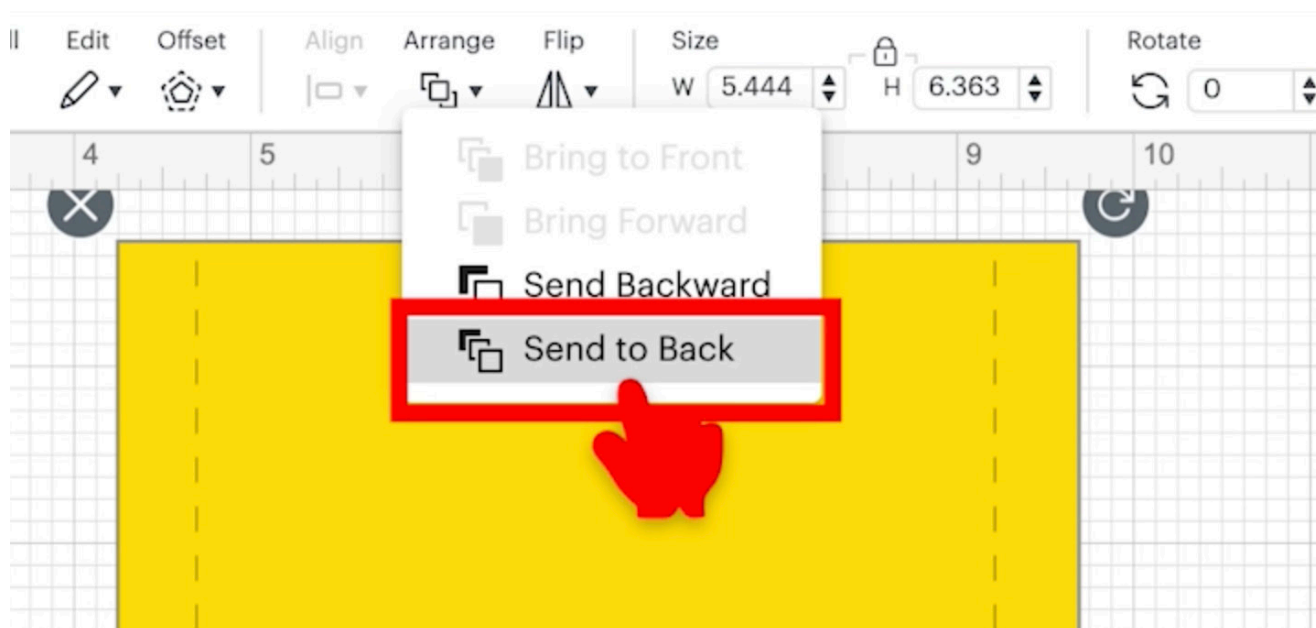 Edit Offset Align Arrange Flip Size Rotate
W 5.444 H 6.363 0
4 5 9 10
Bring to Front
Bring Forward
Send Backward
Send to Back